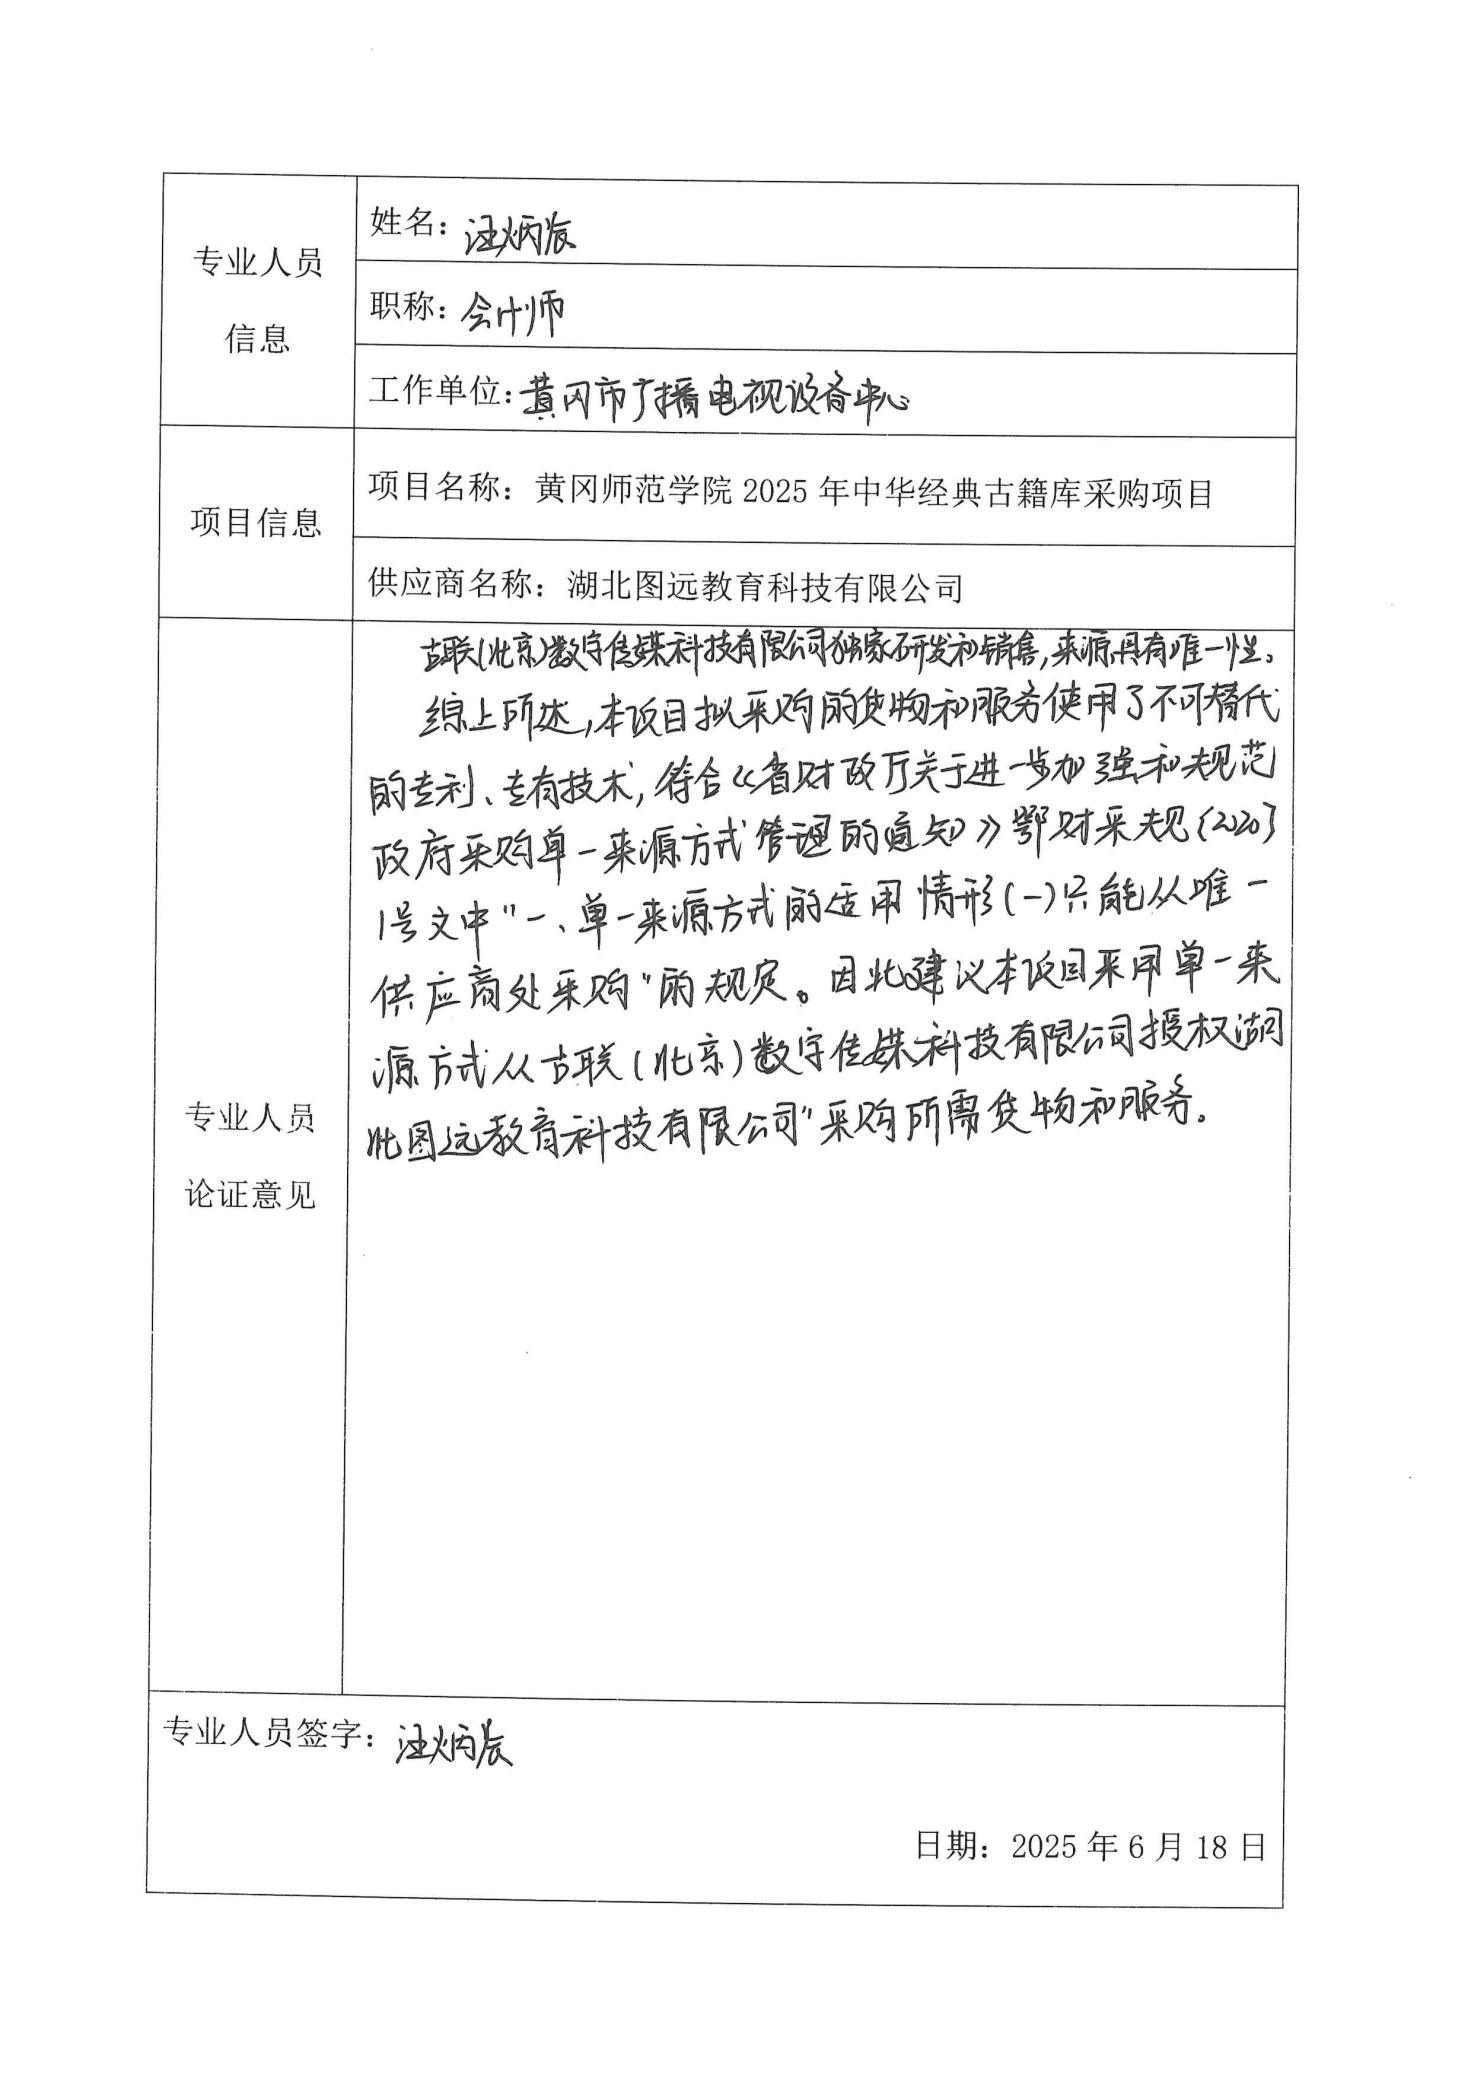 专业人员
信息
姓名：汪炳辰
职称：会计师
工作单位：黄冈市广播电视设备中心
项目信息
项目名称：黄冈师范学院 2025 年中华经典古籍库采购项目
供应商名称：湖北图远教育科技有限公司
专业人员
论证意见
古联(北京)数字传媒科技有限公司独家研发和销售，来源具有唯一性。
综上所述，本项目拟采购的货物和服务使用了不可替代
的专利、专有技术，符合《省财政厅关于进一步加强和规范
政府采购单一来源方式管理的通知》鄂财采规〔2020〕
1号文中"一、单一来源方式的适用情形(一)只能从唯一
供应商处采购"的规定。因此建议本项目采用单一来
源方式从古联(北京)数字传媒科技有限公司授权湖
北图远教育科技有限公司"采购所需货物和服务。
专业人员签字：汪炳辰
日期：2025 年 6 月 18 日